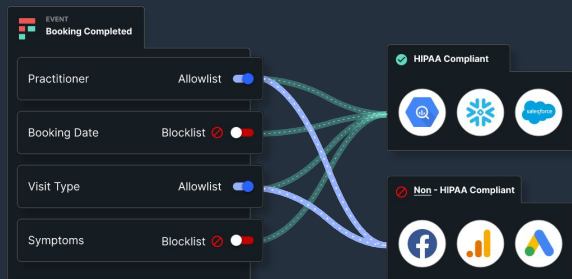 EVENT
Booking Completed
Practitioner Allowlist
Booking Date Blocklist
Visit Type Allowlist
Symptoms Blocklist
HIPAA Compliant
salesforce
Non - HIPAA Compliant